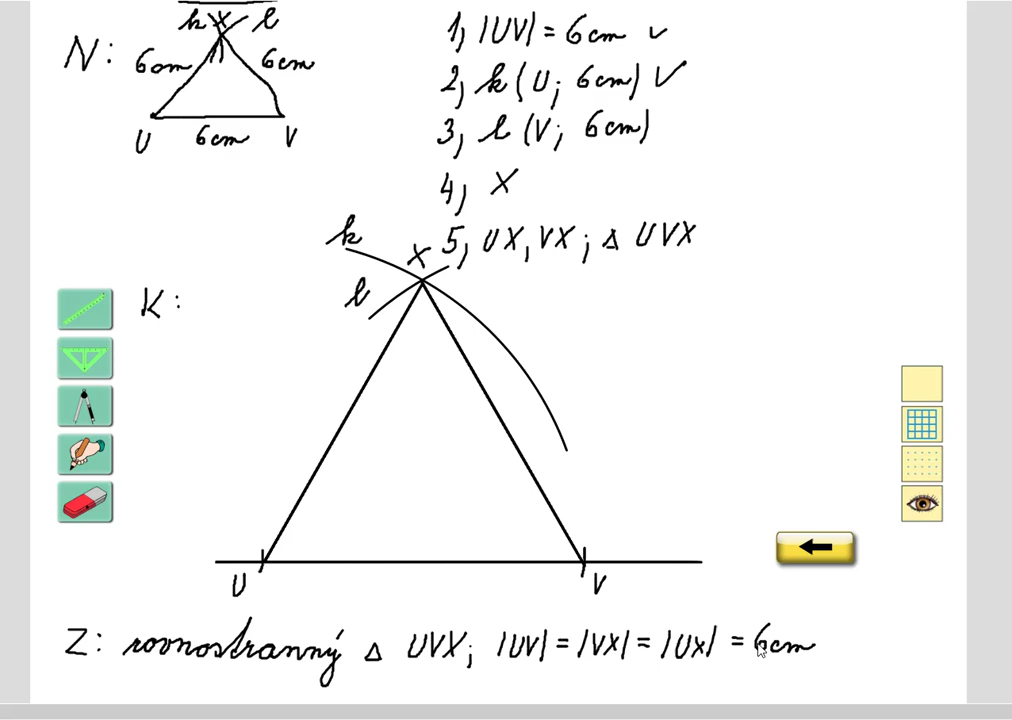 k l
N: 6cm 6cm
U 6cm V
1, |UV| = 6cm ✓
2, k (U; 6cm) ✓
3, l (V; 6cm)
4, X
5, UX, VX; △ UVX
k X
l
K:
U V
Z: rovnostranný △ UVX; |UV| = |VX| = |UX| = 6cm